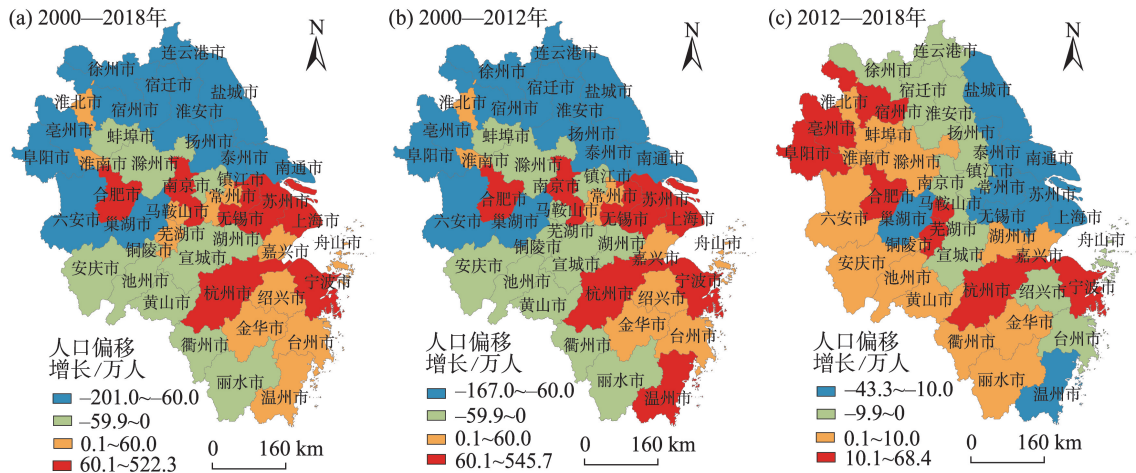 (a) 2000—2018年
N
连云港市
徐州市
宿迁市
盐城市
淮北市
宿州市
淮安市
亳州市
蚌埠市
扬州市
阜阳市
淮南市
滁州市
泰州市
南通市
镇江市
南京市
合肥市
常州市
苏州市
马鞍山市
六安市
巢湖市
无锡市
上海市
芜湖市
湖州市
舟山市
铜陵市
嘉兴市
安庆市
宣城市
池州市
宁波市
杭州市
绍兴市
黄山市
金华市
台州市
衢州市
丽水市
温州市
人口偏移
增长/万人
–201.0~–60.0
–59.9~0
0.1~60.0
60.1~522.3
0 160 km
(b) 2000—2012年
N
连云港市
徐州市
宿迁市
盐城市
淮北市
宿州市
淮安市
亳州市
蚌埠市
扬州市
阜阳市
淮南市
滁州市
泰州市
南通市
镇江市
南京市
合肥市
常州市
苏州市
马鞍山市
六安市
巢湖市
无锡市
上海市
芜湖市
湖州市
舟山市
铜陵市
嘉兴市
安庆市
宣城市
池州市
宁波市
杭州市
绍兴市
黄山市
金华市
台州市
衢州市
丽水市
温州市
人口偏移
增长/万人
–167.0~–60.0
–59.9~0
0.1~60.0
60.1~545.7
0 160 km
(c) 2012—2018年
N
连云港市
徐州市
宿迁市
盐城市
淮北市
宿州市
淮安市
亳州市
蚌埠市
扬州市
阜阳市
淮南市
滁州市
泰州市
南通市
镇江市
南京市
合肥市
常州市
苏州市
马鞍山市
六安市
巢湖市
无锡市
上海市
芜湖市
湖州市
舟山市
铜陵市
嘉兴市
安庆市
宣城市
池州市
宁波市
杭州市
绍兴市
黄山市
金华市
台州市
衢州市
丽水市
温州市
人口偏移
增长/万人
–43.3~–10.0
–9.9~0
0.1~10.0
10.1~68.4
0 160 km